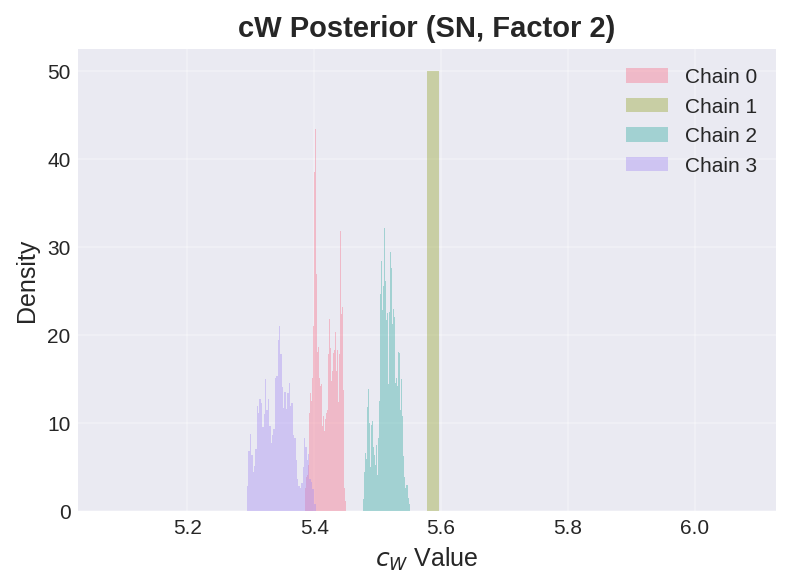 cW Posterior (SN, Factor 2)
Chain 0
Chain 1
Chain 2
Chain 3
50
40
30
20
10
0
Density
5.2 5.4 5.6 5.8 6.0
c_W Value